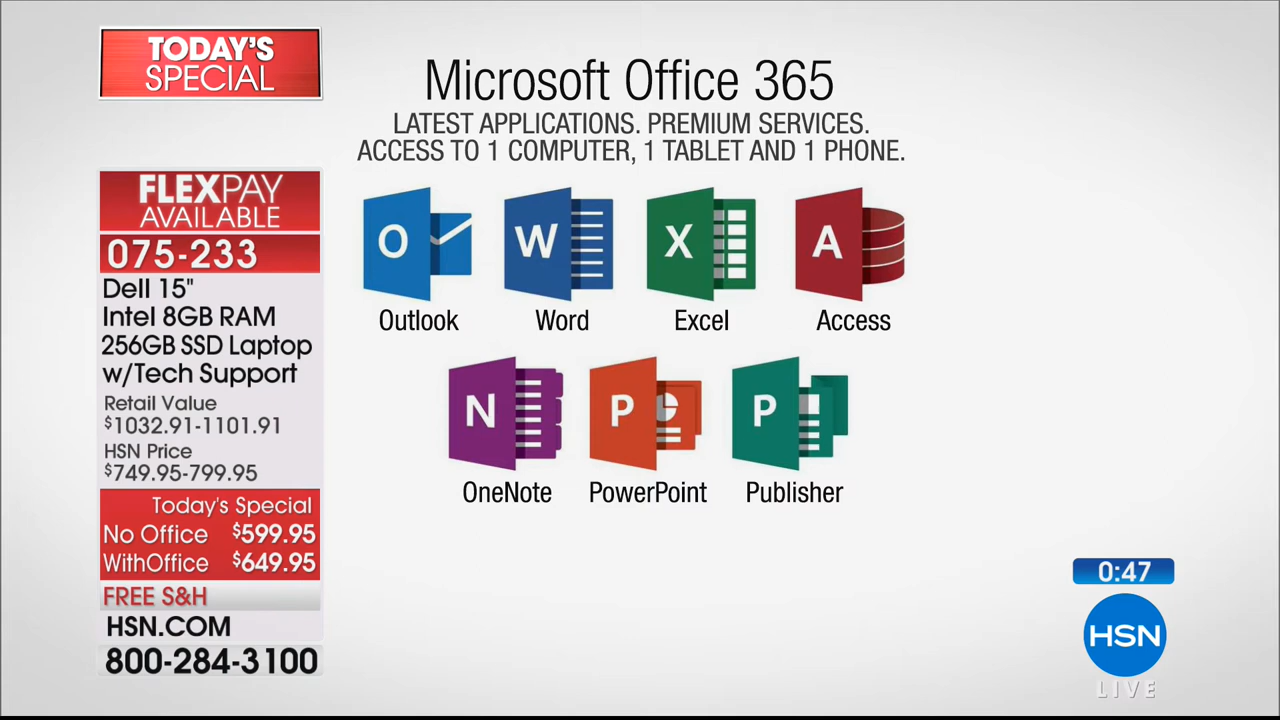 TODAY'S
SPECIAL
Microsoft Office 365
LATEST APPLICATIONS. PREMIUM SERVICES.
ACCESS TO 1 COMPUTER, 1 TABLET AND 1 PHONE.
FLEXPAY
AVAILABLE
075-233
Dell 15"
Intel 8GB RAM
256GB SSD Laptop
w/Tech Support
Retail Value
$1032.91-1101.91
HSN Price
$749.95-799.95
Today's Special
No Office $599.95
WithOffice $649.95
FREE S&H
HSN.COM
800-284-3100
O W X A
Outlook Word Excel Access
N P P
OneNote PowerPoint Publisher
0:47
HSN
LIVE